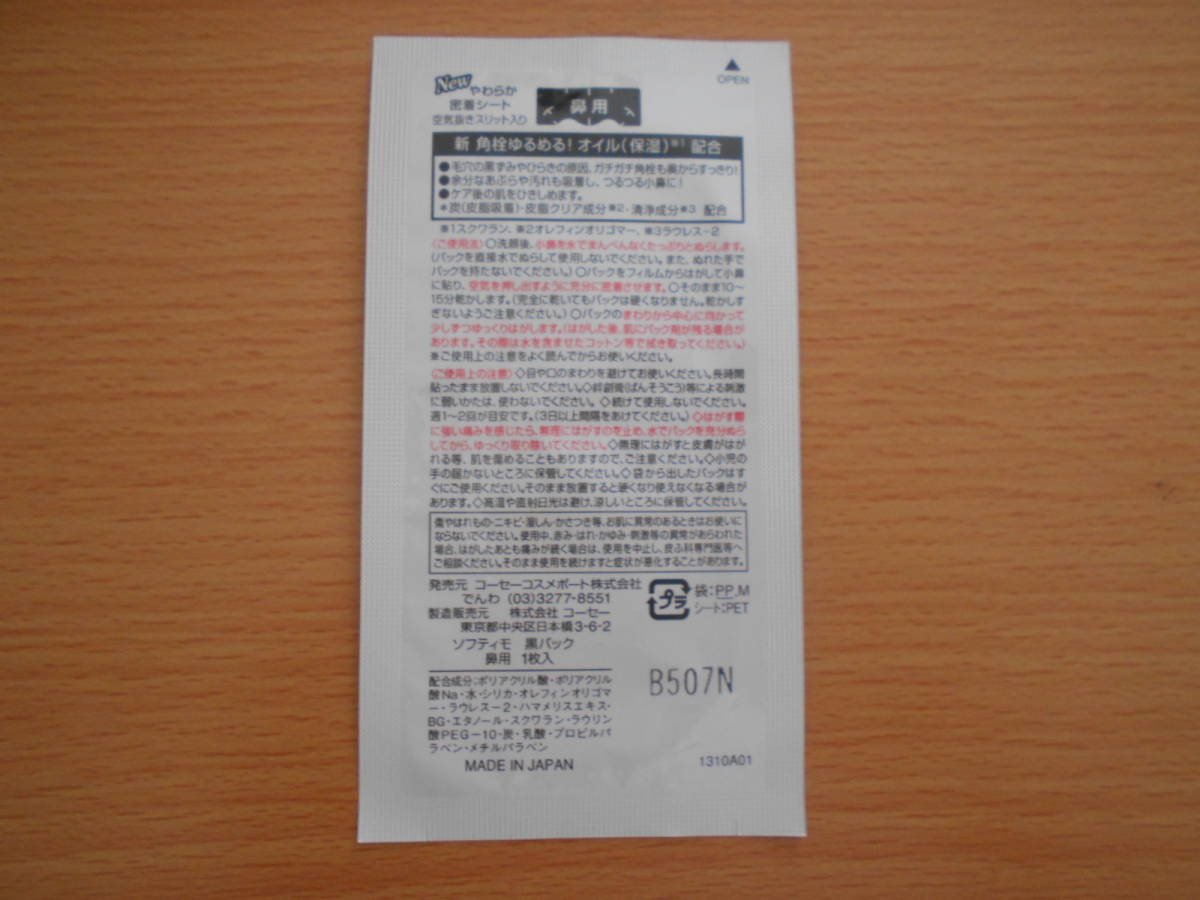 New やわらか
密着シート
空気抜きスリット入り
鼻用
▲
OPEN
新 角栓ゆるめる!オイル(保湿)※1 配合
●毛穴の黒ずみやひらきの原因、ガチガチ角栓も奥からすっきり!
●余分なあぶらや汚れも吸着し、つるつる小鼻に!
●ケア後の肌をひきしめます。
*炭(皮脂吸着)・皮脂クリア成分※2・清浄成分※3 配合
※1スクワラン、※2オレフィンオリゴマー、※3ラウレス-2
〈ご使用法〉○洗顔後、小鼻を水でまんべんなくたっぷりとぬらします。
(パックを直接水でぬらして使用しないでください。また、ぬれた手で
パックを持たないでください。)○パックをフィルムからはがして小鼻
に貼り、空気を押し出すように充分に密着させます。○そのまま10〜
15分乾かします。(完全に乾いてもパックは硬くなりません。乾かしす
ぎないようご注意ください。)○パックのまわりから中心に向かって
少しずつゆっくりはがします。(はがした後、肌にパック剤が残る場合が
あります。その際は水を含ませたコットン等で拭き取ってください。)
※ご使用上の注意をよく読んでからお使いください。
〈ご使用上の注意〉◇目や口のまわりを避けてお使いください。長時間
貼ったまま放置しないでください。◇絆創膏(ばんそうこう)等による刺激
に弱いかたは、使わないでください。◇続けて使用しないでください。
週1〜2回が目安です。(3日以上間隔をあけてください。)◇はがす際
に強い痛みを感じたら、無理にはがすのを止め、水でパックを充分ぬら
してから、ゆっくり取り除いてください。◇無理にはがすと皮膚がはが
れる等、肌を傷めることもありますので、ご注意ください。◇小児の
手の届かないところに保管してください。◇袋から出したパックはす
ぐにご使用ください。そのまま放置すると硬くなり使えなくなる場合が
あります。◇高温や直射日光は避け、涼しいところに保管してください。
傷やはれもの・ニキビ・湿しん・かさつき等、お肌に異常のあるときはお使いに
ならないでください。使用中、赤み・はれ・かゆみ・刺激等の異常があらわれた
場合、はがしたあとも痛みが続く場合は、使用を中止し、皮ふ科専門医等へ
ご相談ください。そのまま使用を続けますと症状が悪化することがあります。
発売元 コーセーコスメポート株式会社
でんわ (03)3277-8551
製造販売元 株式会社 コーセー
東京都中央区日本橋3-6-2
ソフティモ 黒パック
鼻用 1枚入
プラ
袋:PP,M
シート:PET
配合成分:ポリアクリル酸・ポリアクリル
酸Na・水・シリカ・オレフィンオリゴマ
ー・ラウレス-2・ハマメリスエキス・
BG・エタノール・スクワラン・ラウリン
酸PEG-10・炭・乳酸・プロピルパ
ラベン・メチルパラベン
MADE IN JAPAN
B507N
1310A01